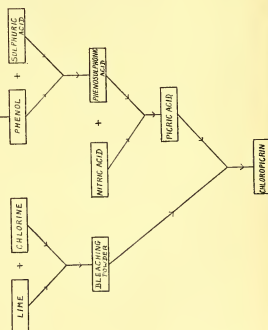 SULPHURIC
ACID
+
PHENOL
PHENOSULPHONIC
ACID
+
NITRIC ACID
PICRIC ACID
CHLORINE
+
LIME
BLEACHING
POWDER
CHLOROPICRIN